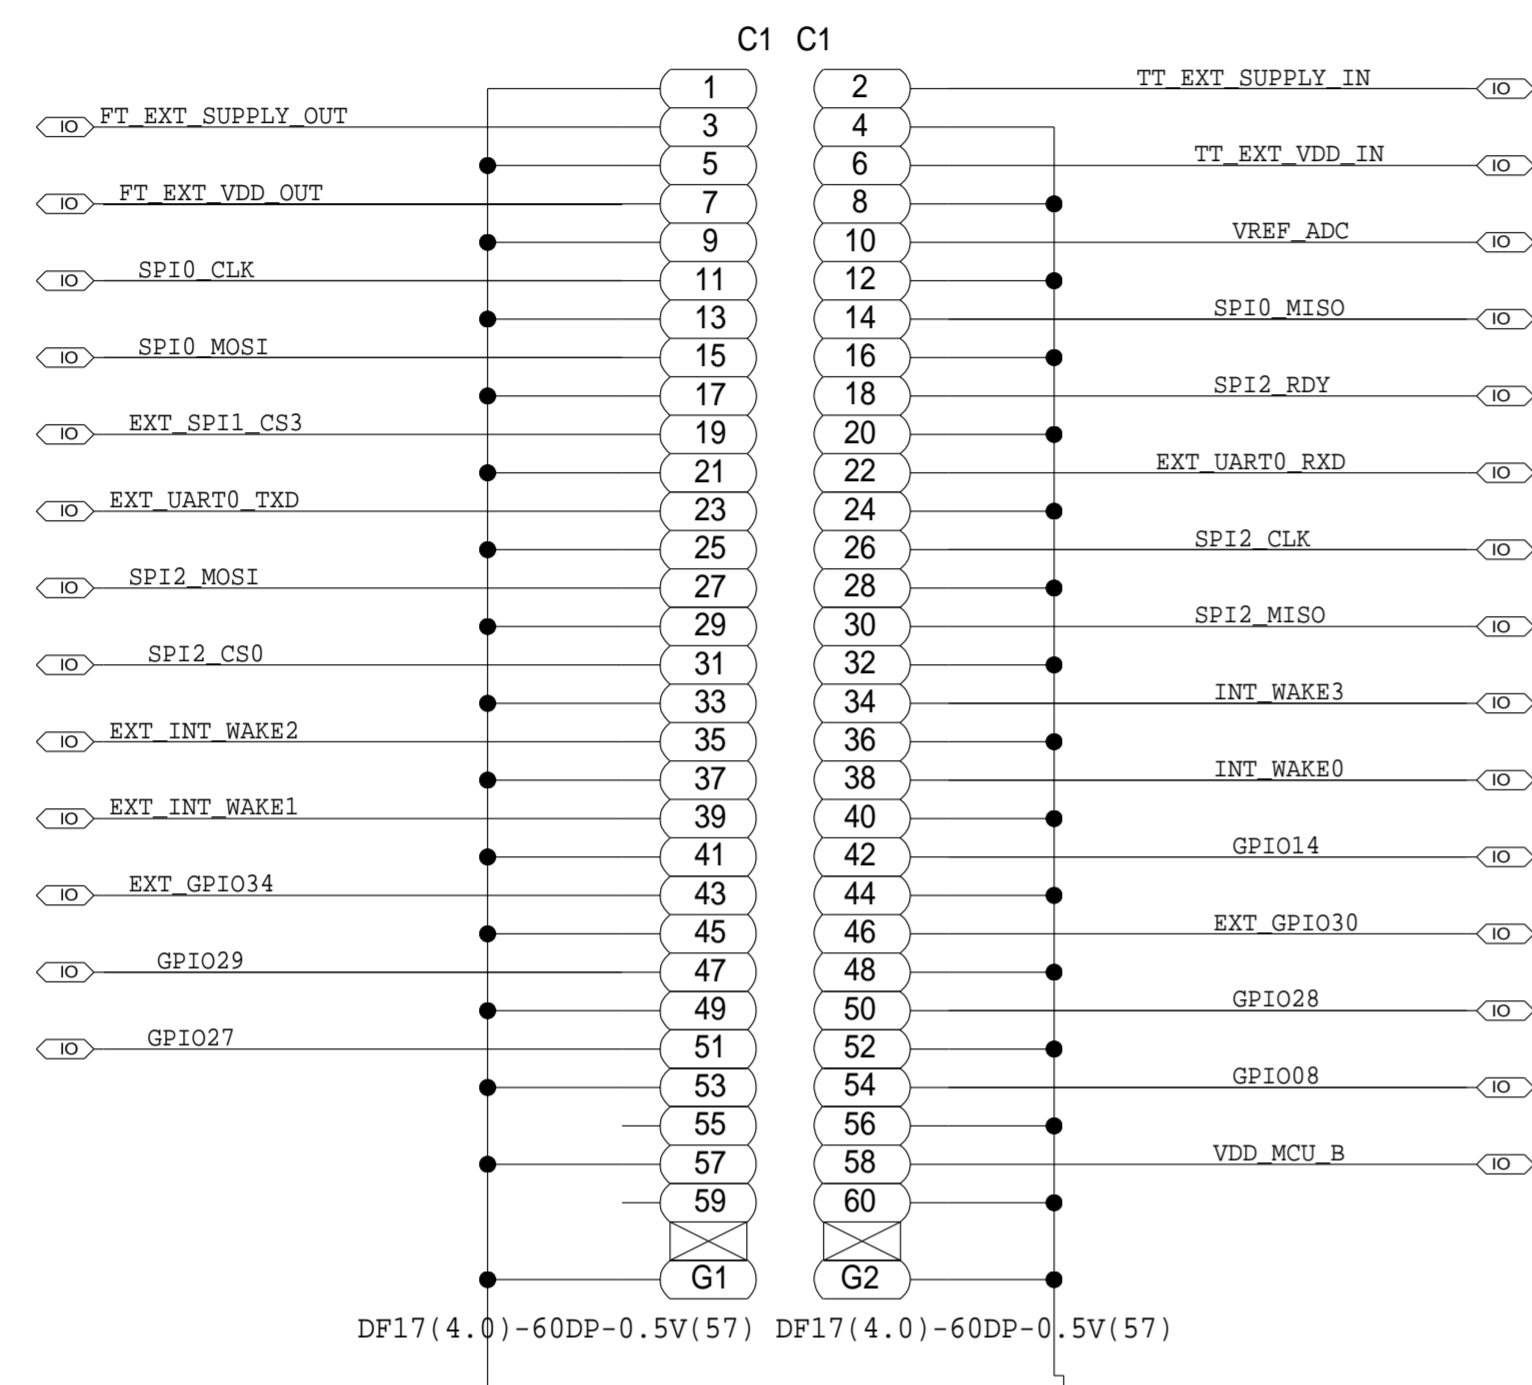 C1 C1
1 2 TT_EXT_SUPPLY_IN IO
IO FT_EXT_SUPPLY_OUT 3 4
5 6 TT_EXT_VDD_IN IO
IO FT_EXT_VDD_OUT 7 8
9 10 VREF_ADC IO
IO SPI0_CLK 11 12
13 14 SPI0_MISO IO
IO SPI0_MOSI 15 16
17 18 SPI2_RDY IO
IO EXT_SPI1_CS3 19 20
21 22 EXT_UART0_RXD IO
IO EXT_UART0_TXD 23 24
25 26 SPI2_CLK IO
IO SPI2_MOSI 27 28
29 30 SPI2_MISO IO
IO SPI2_CS0 31 32
33 34 INT_WAKE3 IO
IO EXT_INT_WAKE2 35 36
37 38 INT_WAKE0 IO
IO EXT_INT_WAKE1 39 40
41 42 GPIO14 IO
IO EXT_GPIO34 43 44
45 46 EXT_GPIO30 IO
IO GPIO29 47 48
49 50 GPIO28 IO
IO GPIO27 51 52
53 54 GPIO08 IO
55 56
57 58 VDD_MCU_B IO
59 60
G1 G2
DF17(4.0)-60DP-0.5V(57) DF17(4.0)-60DP-0.5V(57)